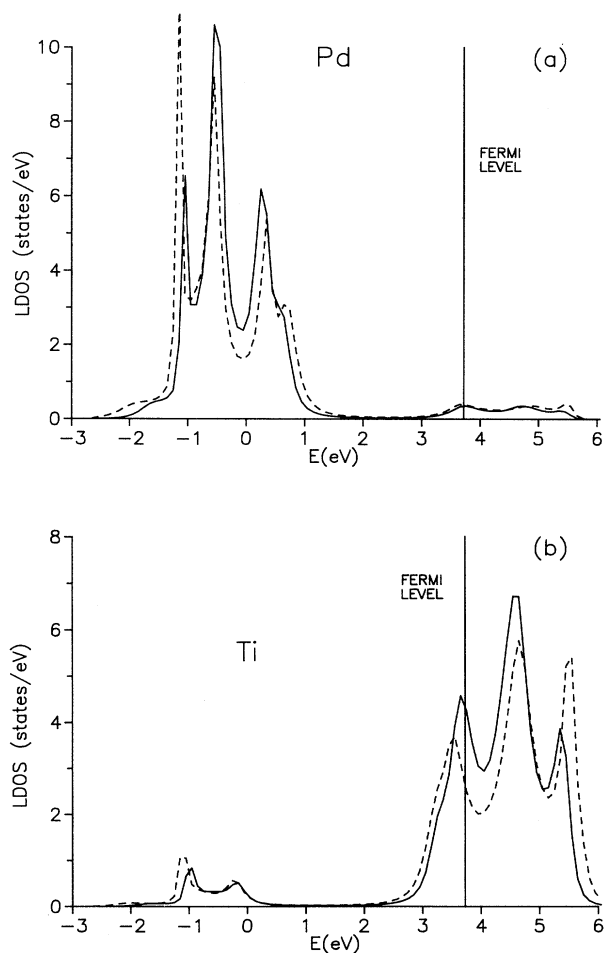 Pd
(a)
FERMI
LEVEL
LDOS (states/eV)
10
8
6
4
2
0
−3 −2 −1 0 1 2 3 4 5 6
E(eV)
(b)
FERMI
LEVEL
Ti
LDOS (states/eV)
8
6
4
2
0
−3 −2 −1 0 1 2 3 4 5 6
E(eV)